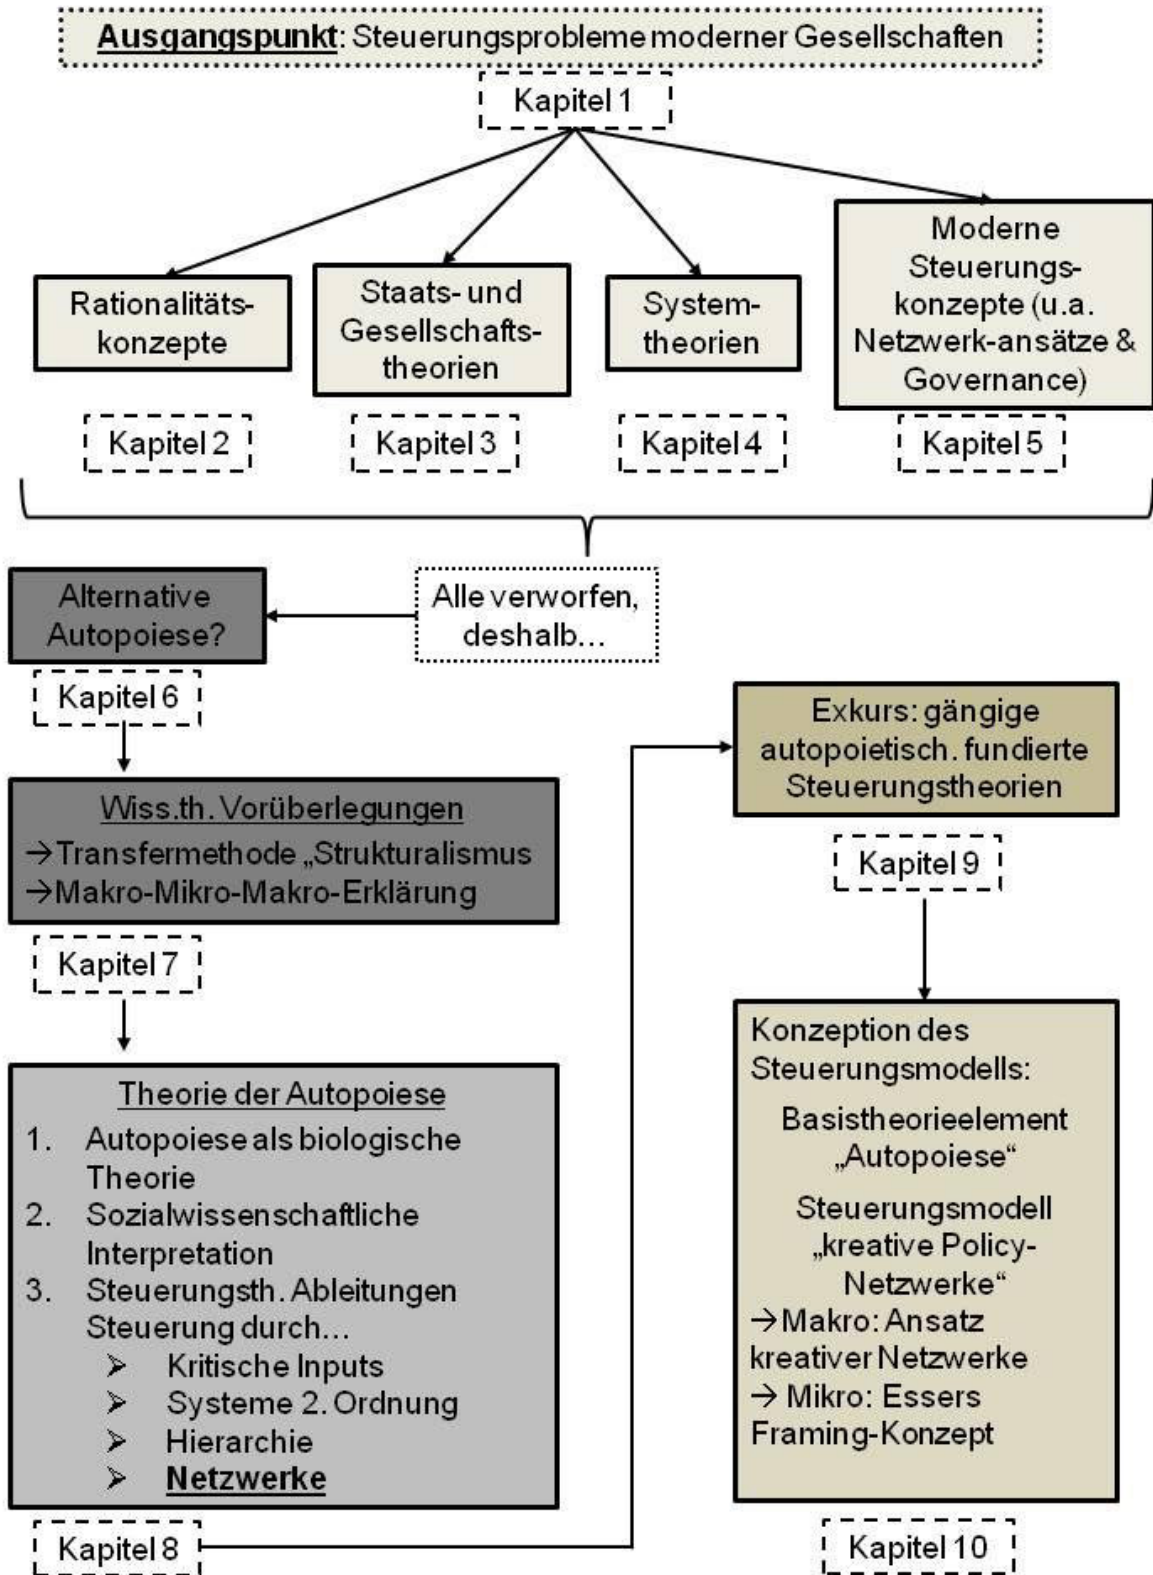 Ausgangspunkt: Steuerungsprobleme moderner Gesellschaften
Kapitel 1
Rationalitäts-
konzepte
Kapitel 2
Staats- und
Gesellschafts-
theorien
Kapitel 3
System-
theorien
Kapitel 4
Moderne
Steuerungs-
konzepte (u.a.
Netzwerk-ansätze &
Governance)
Kapitel 5
Alle verworfen,
deshalb...
Alternative
Autopoiese?
Kapitel 6
Wiss.th. Vorüberlegungen
→Transfermethode „Strukturalismus
→Makro-Mikro-Makro-Erklärung
Kapitel 7
Theorie der Autopoiese
1. Autopoiese als biologische
Theorie
2. Sozialwissenschaftliche
Interpretation
3. Steuerungsth. Ableitungen
Steuerung durch...
➢ Kritische Inputs
➢ Systeme 2. Ordnung
➢ Hierarchie
➢ Netzwerke
Kapitel 8
Exkurs: gängige
autopoietisch. fundierte
Steuerungstheorien
Kapitel 9
Konzeption des
Steuerungsmodells:
Basistheorieelement
„Autopoiese“
Steuerungsmodell
„kreative Policy-
Netzwerke“
→Makro: Ansatz
kreativer Netzwerke
→ Mikro: Essers
Framing-Konzept
Kapitel 10